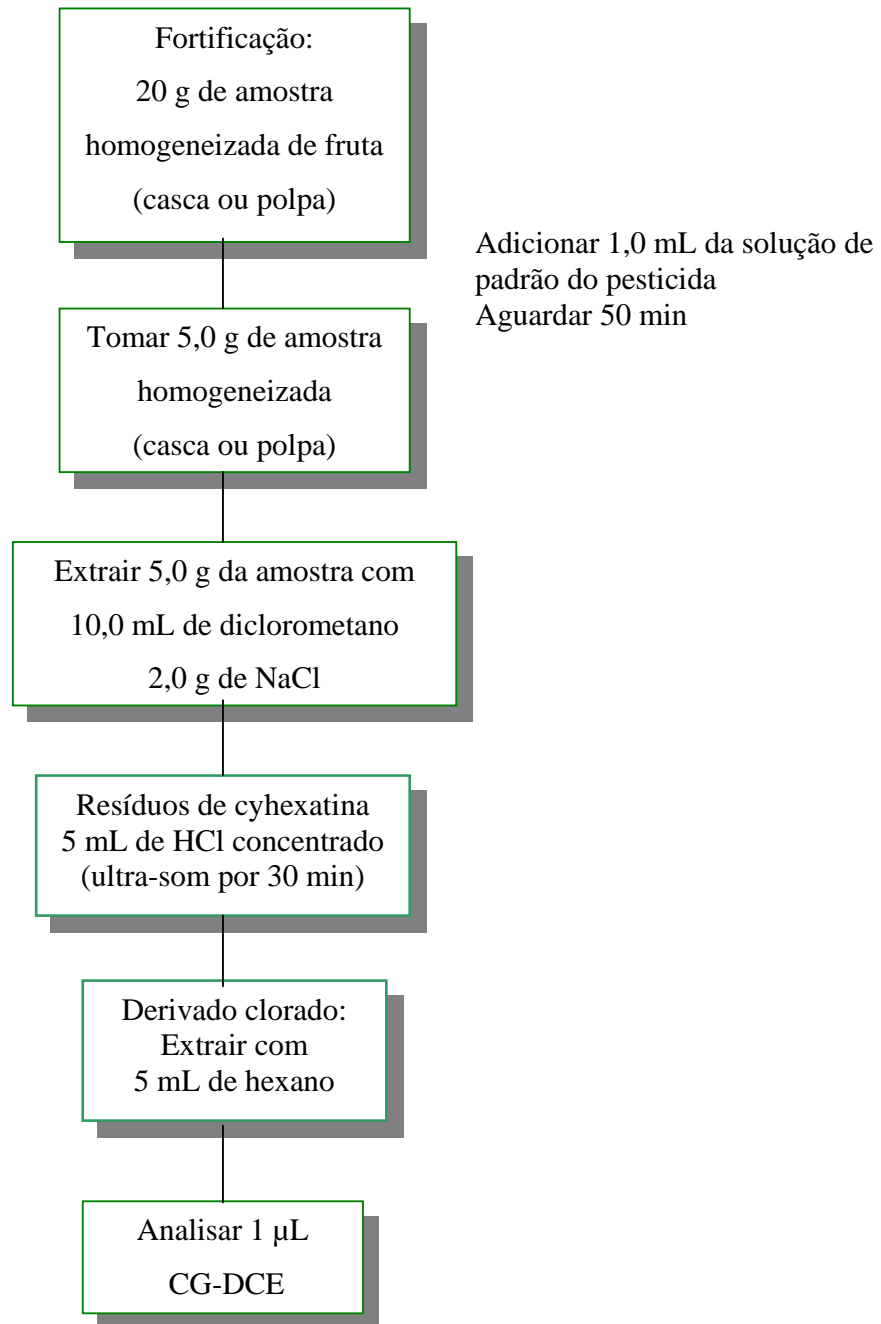 Fortificação:
20 g de amostra
homogeneizada de fruta
(casca ou polpa)
Adicionar 1,0 mL da solução de
padrão do pesticida
Aguardar 50 min
Tomar 5,0 g de amostra
homogeneizada
(casca ou polpa)
Extrair 5,0 g da amostra com
10,0 mL de diclorometano
2,0 g de NaCl
Resíduos de cyhexatina
5 mL de HCl concentrado
(ultra-som por 30 min)
Derivado clorado:
Extrair com
5 mL de hexano
Analisar 1 µL
CG-DCE